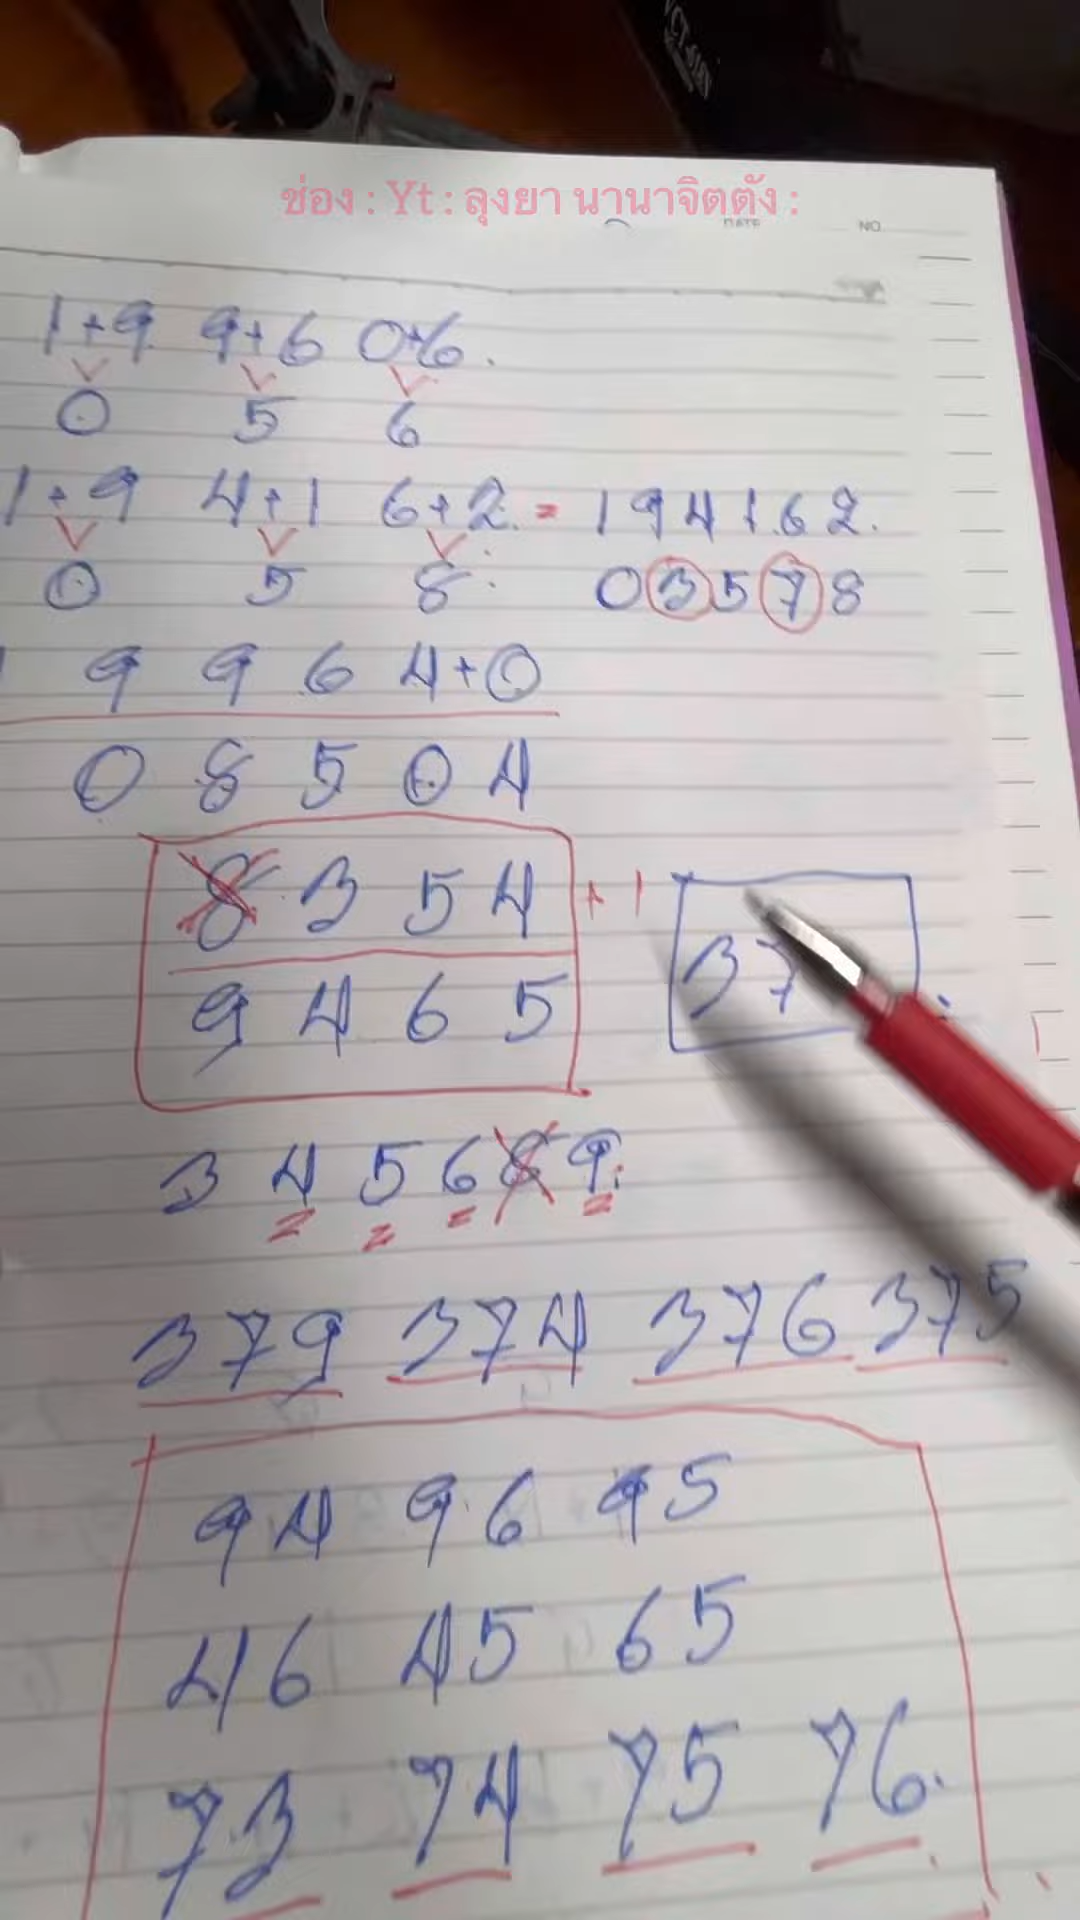 ช่อง : Yt : ลุงยา นานาจิตตัง :
DATE NO.
1+9 9+6 0+6.
0 5 6
1+9 4+1 6+2. = 194162.
0 5 8 03578
9 9 6 4+0
0 8 5 0 4
8 3 5 4 + 1
9 4 6 5 37
3 4 5 6 8 9
379 374 376 375
94 96 95
46 45 65
73 74 75 76.